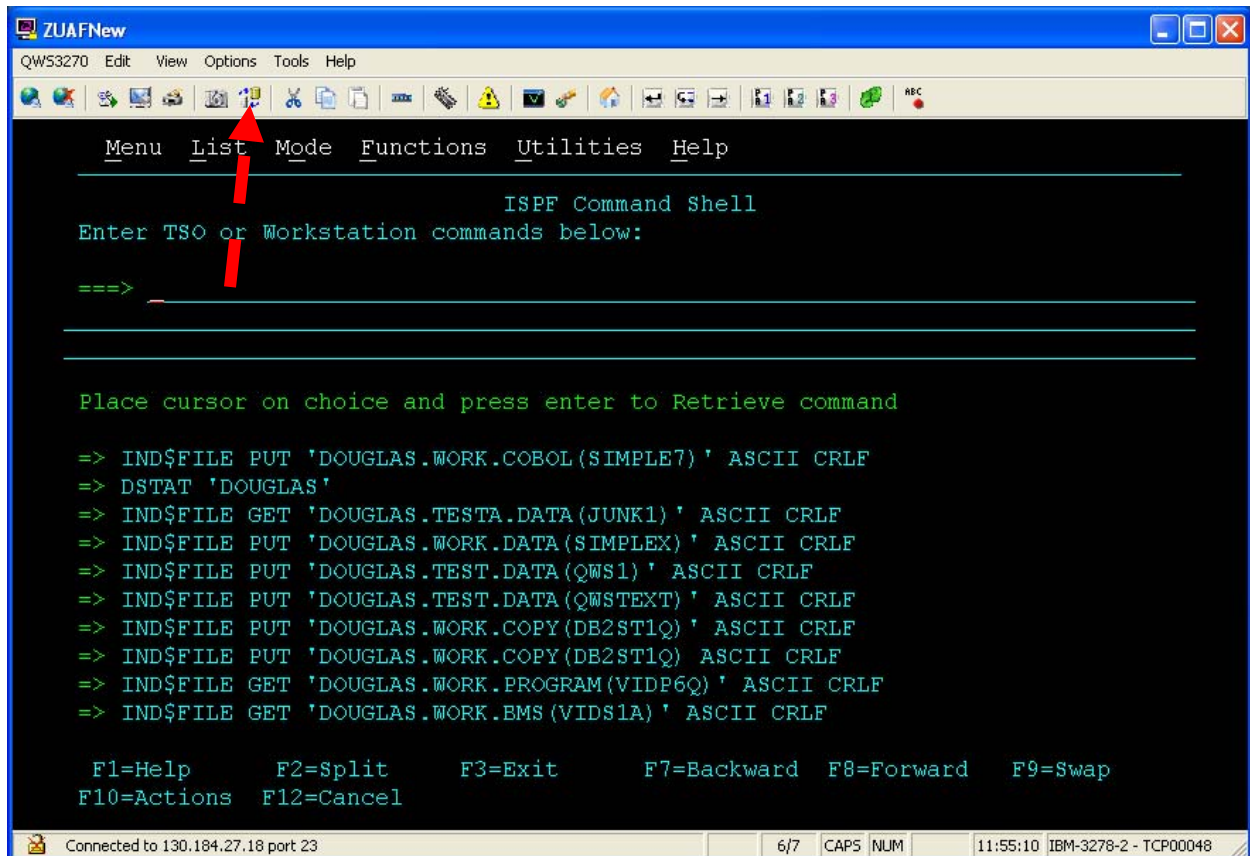 ZUAFNew
QWS3270 Edit View Options Tools Help
ABC
Menu List Mode Functions Utilities Help
ISPF Command Shell
Enter TSO or Workstation commands below:
===> _
Place cursor on choice and press enter to Retrieve command
=> IND$FILE PUT 'DOUGLAS.WORK.COBOL(SIMPLE7)' ASCII CRLF
=> DSTAT 'DOUGLAS'
=> IND$FILE GET 'DOUGLAS.TESTA.DATA(JUNK1)' ASCII CRLF
=> IND$FILE PUT 'DOUGLAS.WORK.DATA(SIMPLEX)' ASCII CRLF
=> IND$FILE PUT 'DOUGLAS.TEST.DATA(QWS1)' ASCII CRLF
=> IND$FILE PUT 'DOUGLAS.TEST.DATA(QWSTEXT)' ASCII CRLF
=> IND$FILE PUT 'DOUGLAS.WORK.COPY(DB2ST1Q)' ASCII CRLF
=> IND$FILE PUT 'DOUGLAS.WORK.COPY(DB2ST1Q) ASCII CRLF
=> IND$FILE GET 'DOUGLAS.WORK.PROGRAM(VIDP6Q)' ASCII CRLF
=> IND$FILE GET 'DOUGLAS.WORK.BMS(VIDS1A)' ASCII CRLF
F1=Help F2=Split F3=Exit F7=Backward F8=Forward F9=Swap
F10=Actions F12=Cancel
Connected to 130.184.27.18 port 23 6/7 CAPS NUM 11:55:10 IBM-3278-2 - TCP00048